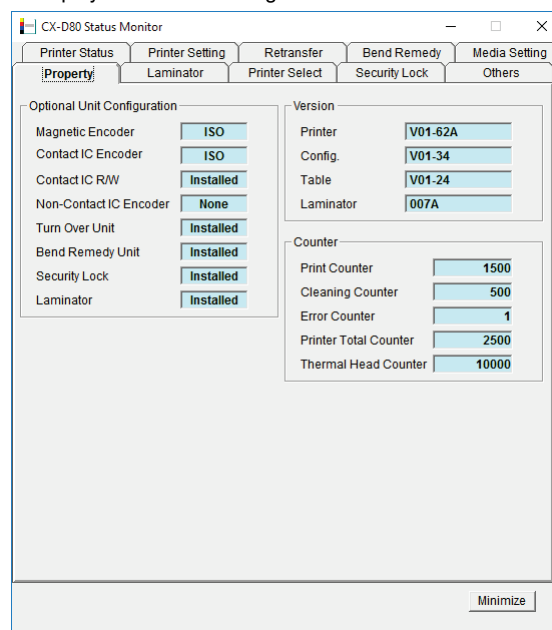 CX-D80 Status Monitor
Printer Status Printer Setting Retransfer Bend Remedy Media Setting
Property Laminator Printer Select Security Lock Others
Optional Unit Configuration
Magnetic Encoder ISO
Contact IC Encoder ISO
Contact IC R/W Installed
Non-Contact IC Encoder None
Turn Over Unit Installed
Bend Remedy Unit Installed
Security Lock Installed
Laminator Installed
Version
Printer V01-62A
Config. V01-34
Table V01-24
Laminator 007A
Counter
Print Counter 1500
Cleaning Counter 500
Error Counter 1
Printer Total Counter 2500
Thermal Head Counter 10000
Minimize